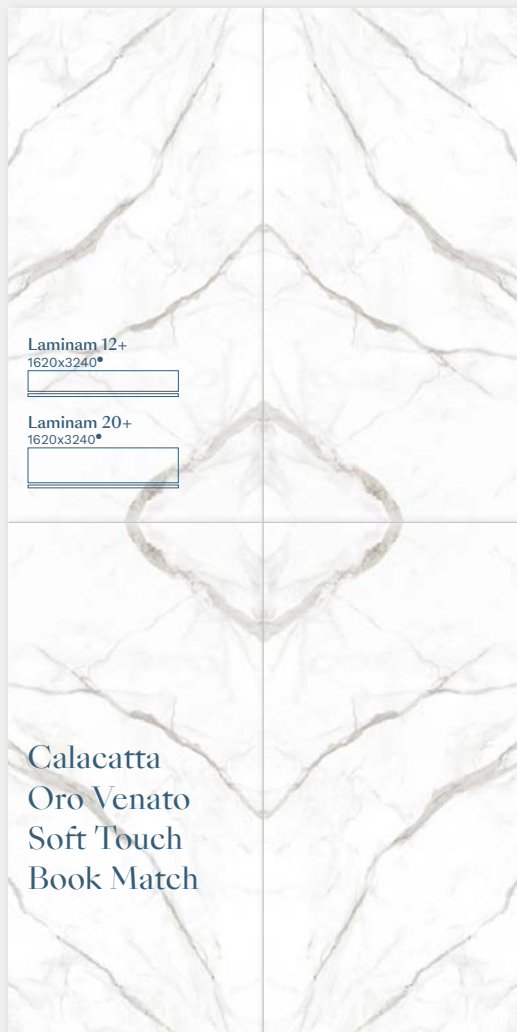 Laminam 12+
1620x3240•
Laminam 20+
1620x3240•
Calacatta
Oro Venato
Soft Touch
Book Match